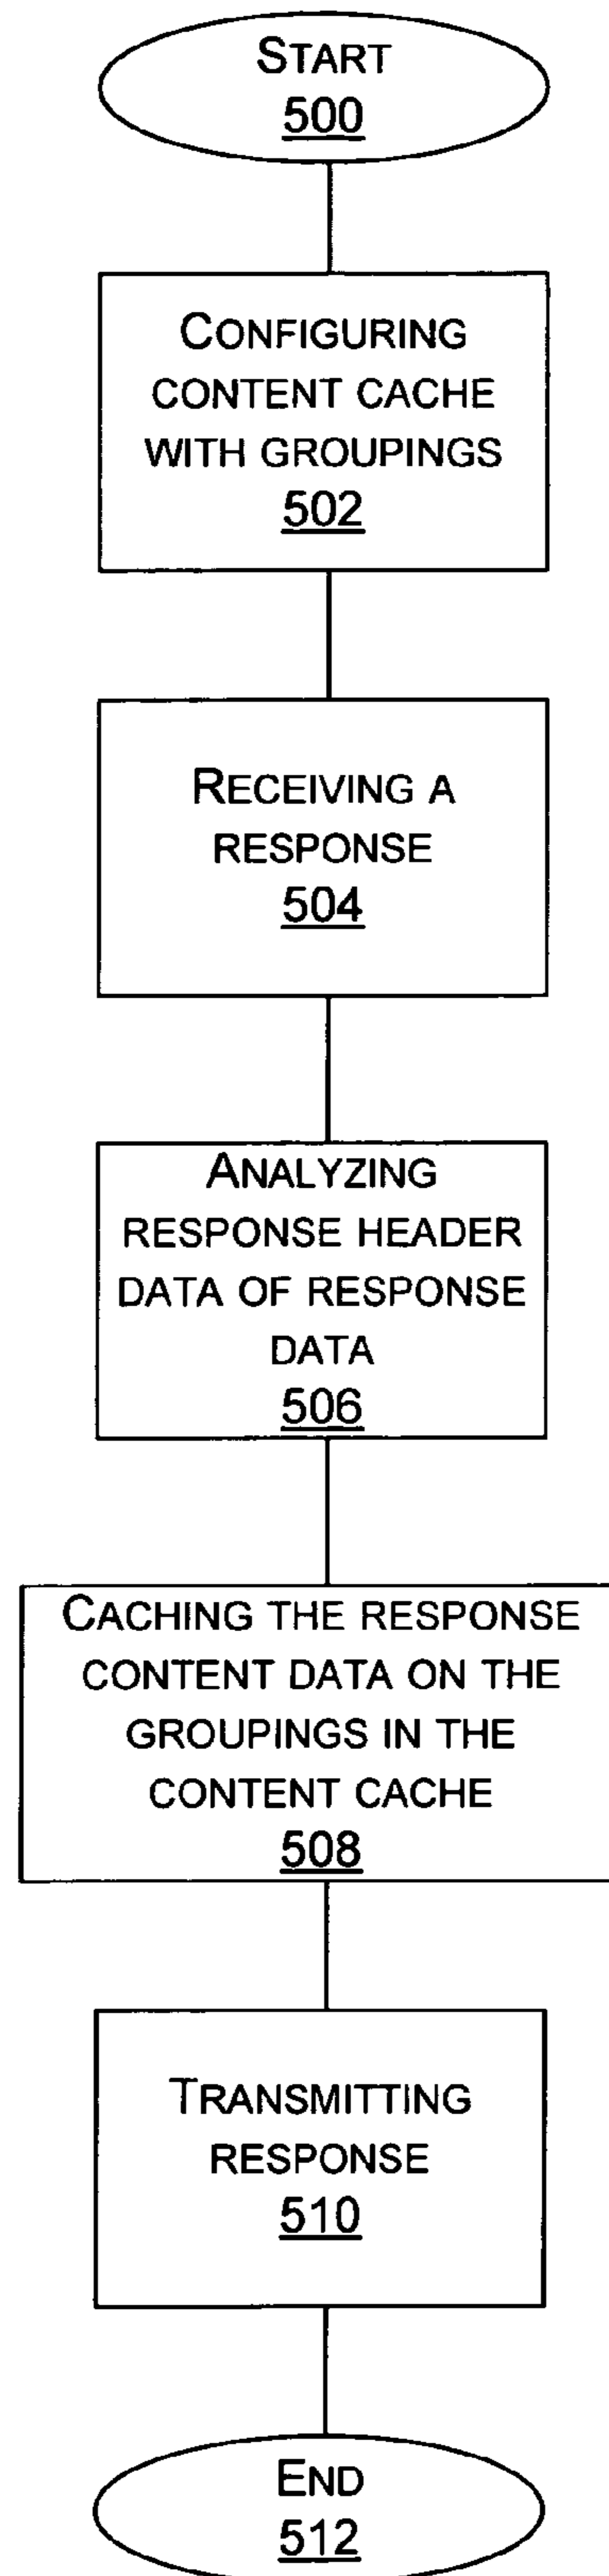 START
500
CONFIGURING
CONTENT CACHE
WITH GROUPINGS
502
RECEIVING A
RESPONSE
504
ANALYZING
RESPONSE HEADER
DATA OF RESPONSE
DATA
506
CACHING THE RESPONSE
CONTENT DATA ON THE
GROUPINGS IN THE
CONTENT CACHE
508
TRANSMITTING
RESPONSE
510
END
512